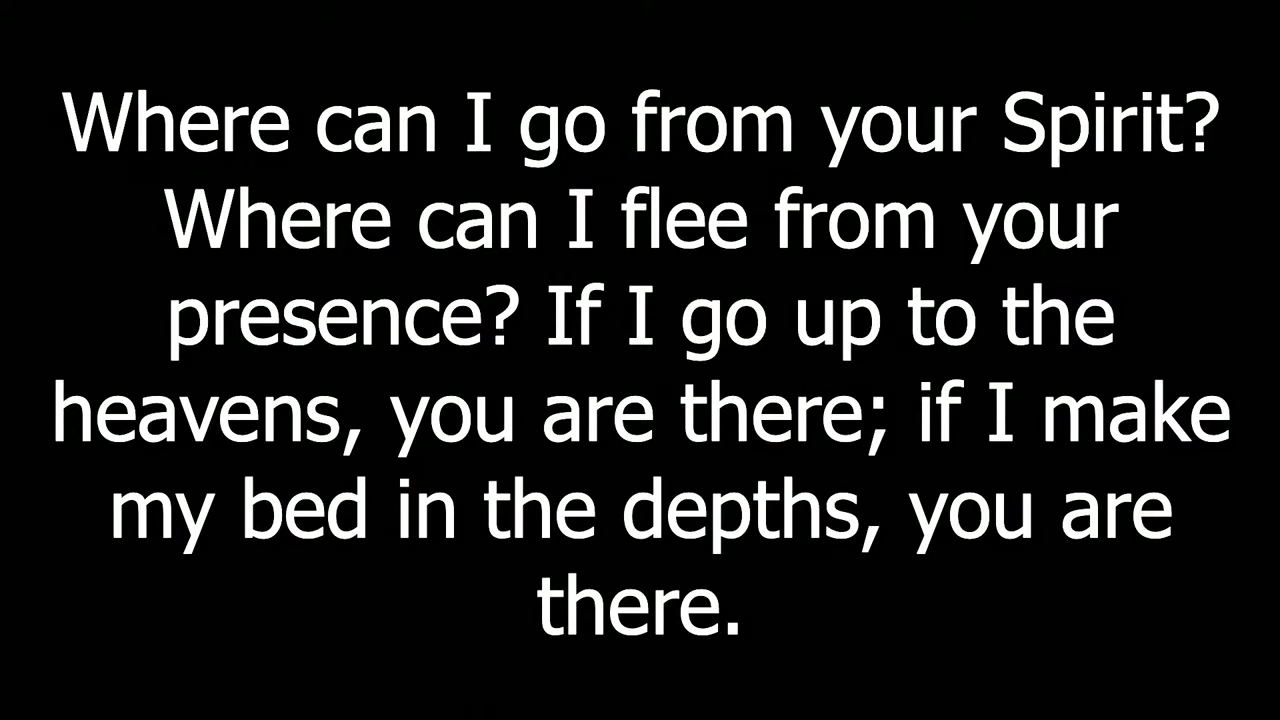 Where can I go from your Spirit?
Where can I flee from your
presence? If I go up to the
heavens, you are there; if I make
my bed in the depths, you are
there.